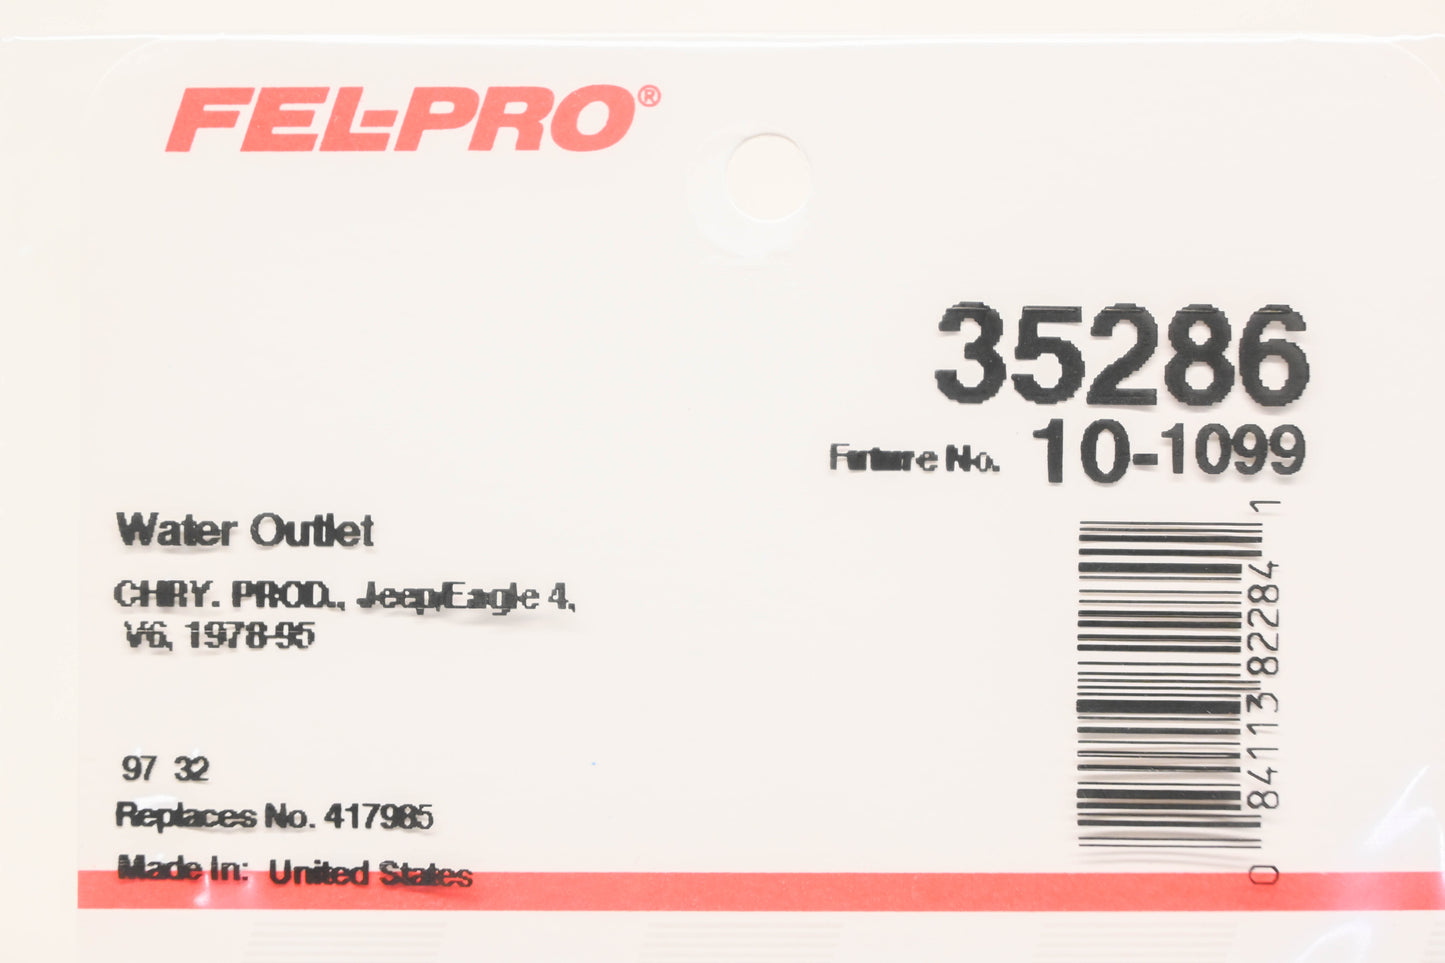 FEL-PRO®
35286
Future No. 10-1099
Water Outlet
CHRY. PROD., Jeep/Eagle 4,
V6, 1978-95
97 32
Replaces No. 417985
Made In: United States
0 84113 82284 1